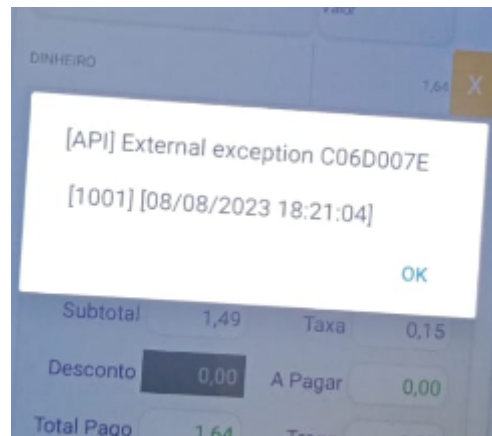 Valor
DINHEIRO
1,64 X
[API] External exception C06D007E
[1001] [08/08/2023 18:21:04]
OK
Subtotal 1,49 Taxa 0,15
Desconto 0,00 A Pagar 0,00
Total Pago 1,64